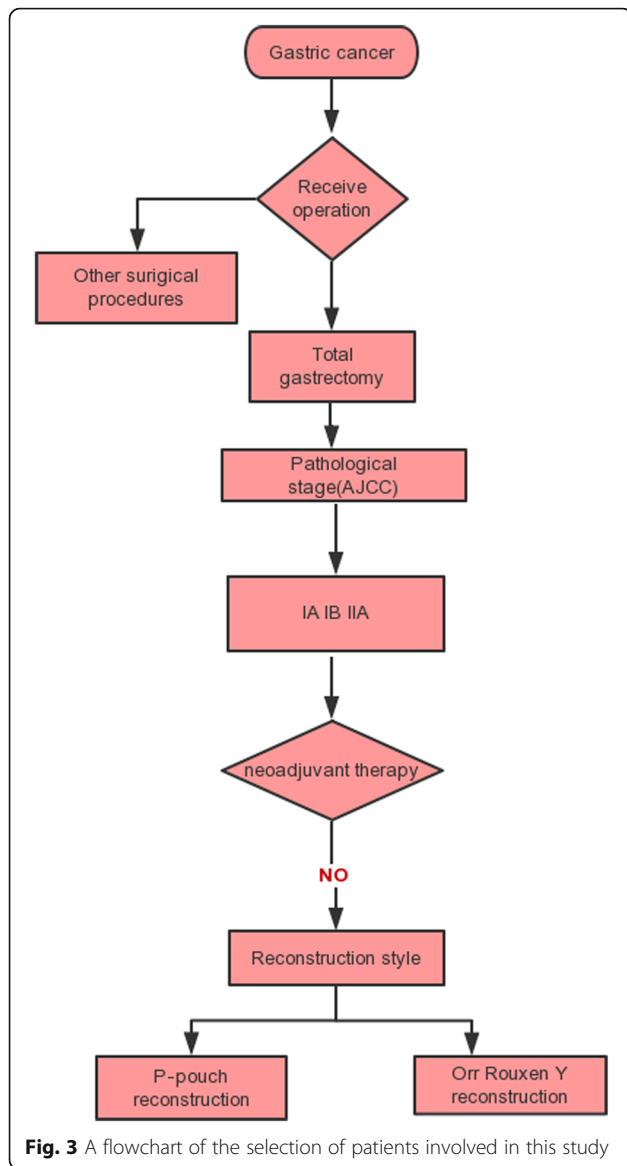 Gastric cancer
Receive
operation
Other surigical
procedures
Total
gastrectomy
Pathological
stage(AJCC)
IA IB IIA
neoadjuvant therapy
NO
Reconstruction style
P-pouch
reconstruction
Orr Rouxen Y
reconstruction
Fig. 3 A flowchart of the selection of patients involved in this study